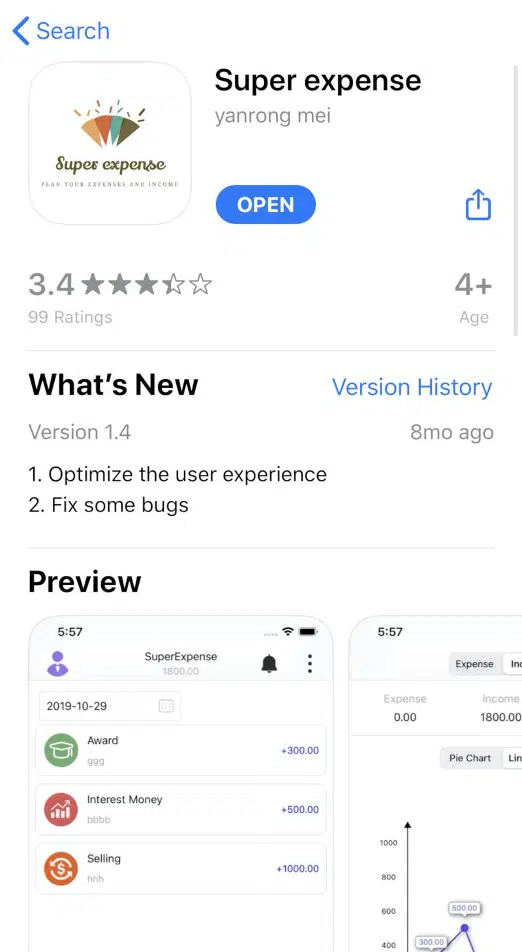 Search
Super expense
PLAN YOUR EXPENSES AND INCOME
Super expense
yanrong mei
OPEN
3.4
4+
99 Ratings
Age
What's New
Version History
Version 1.4
8mo ago
1. Optimize the user experience
2. Fix some bugs
Preview
5:57
SuperExpense
1800.00
2019-10-29
Award
ggg
+300.00
Interest Money
bbbb
+500.00
Selling
hhh
+1000.00
5:57
Expense
Inc
Expense
Income
0.00
1800.00
Pie Chart
Lin
1000
800
600
400
500.00
300.00